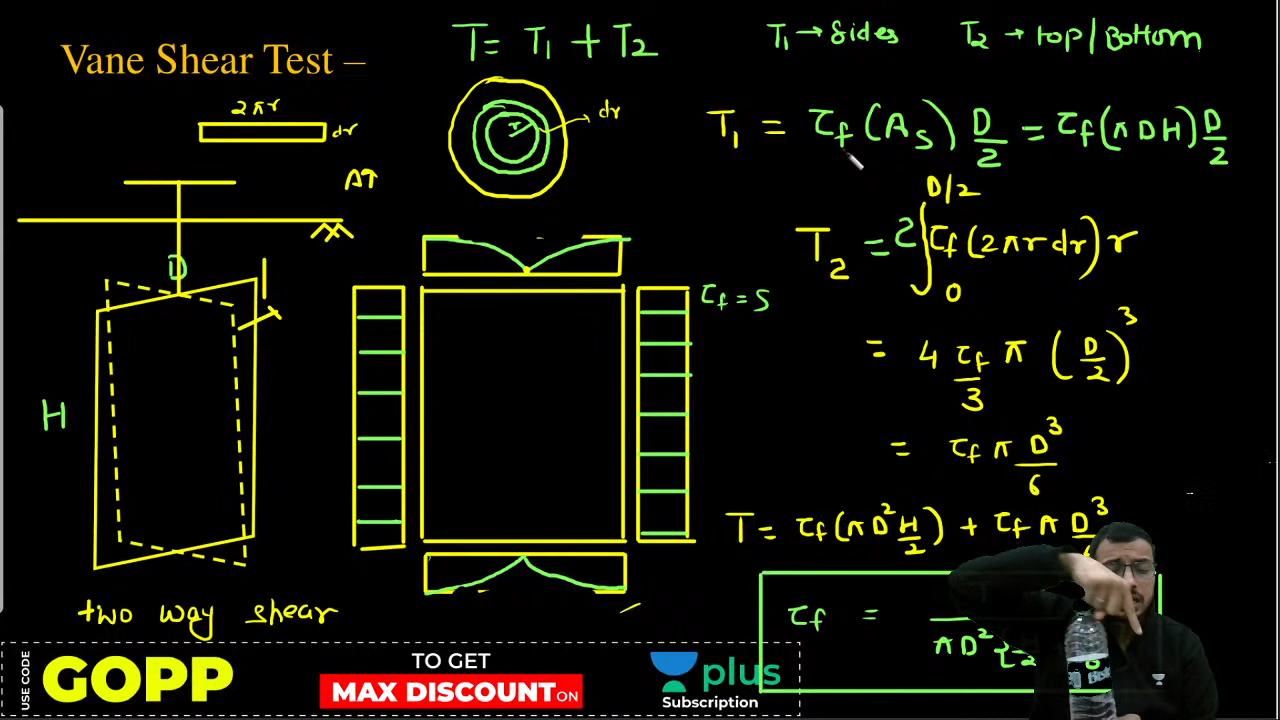 Vane Shear Test –
T = T₁ + T₂
T₁ → Sides
T₂ → top/Bottom
2πr
dr
r
dr
T₁ = τf (As) D/2 = τf (πDH) D/2
T₂ = 2 ∫₀^D/2 τf (2πr dr) r
= 4 τf/3 π (D/2)³
= τf π D³/6
T = τf (πD² H/2) + τf π D³
τf =
πD² {
D
H
τf = S
two way shear
USE CODE
GOPP
TO GET
MAX DISCOUNT ON
plus
Subscription